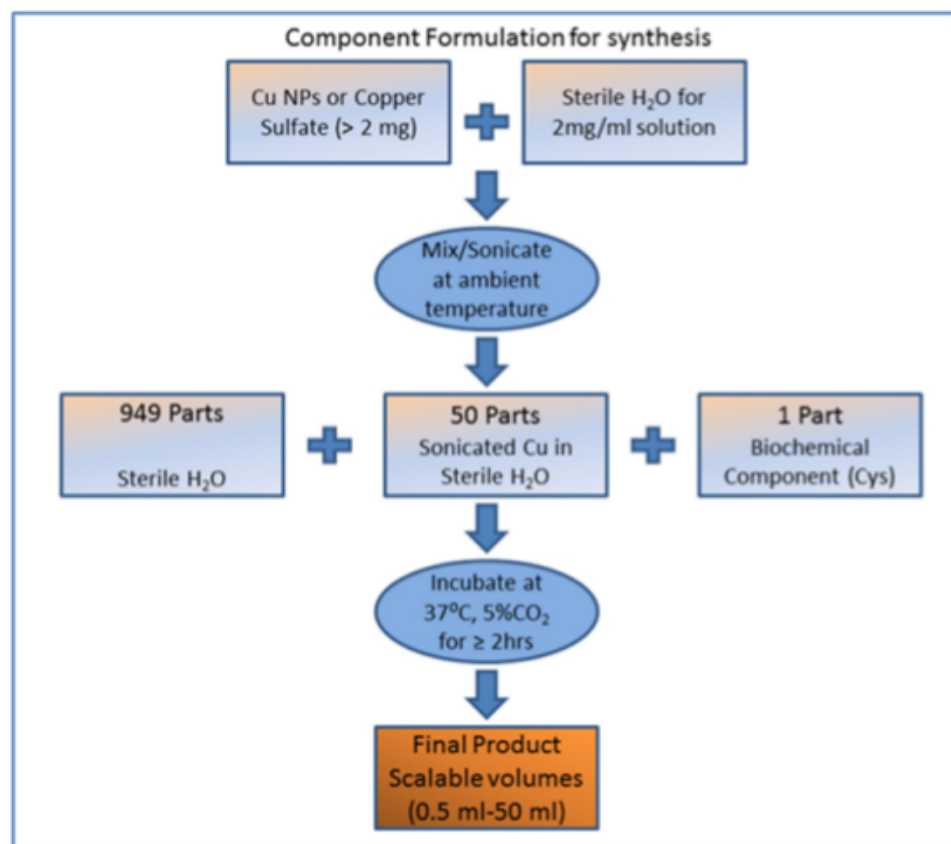 Component Formulation for synthesis
Cu NPs or Copper
Sulfate (> 2 mg)
Sterile H₂O for
2mg/ml solution
Mix/Sonicate
at ambient
temperature
949 Parts
Sterile H₂O
50 Parts
Sonicated Cu in
Sterile H₂O
1 Part
Biochemical
Component (Cys)
Incubate at
37⁰C, 5%CO₂
for ≥ 2hrs
Final Product
Scalable volumes
(0.5 ml-50 ml)